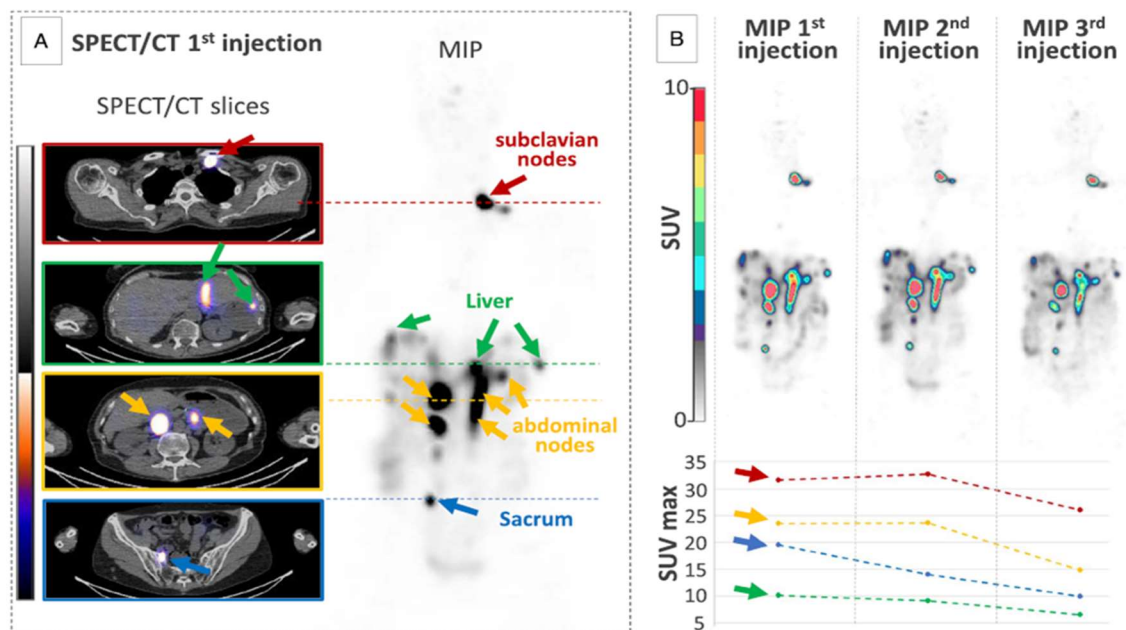 A
SPECT/CT 1st injection
MIP
SPECT/CT slices
subclavian
nodes
Liver
abdominal
nodes
Sacrum
B
MIP 1st
injection
MIP 2nd
injection
MIP 3rd
injection
10
5
0
SUV
35
30
25
20
15
10
5
SUV max